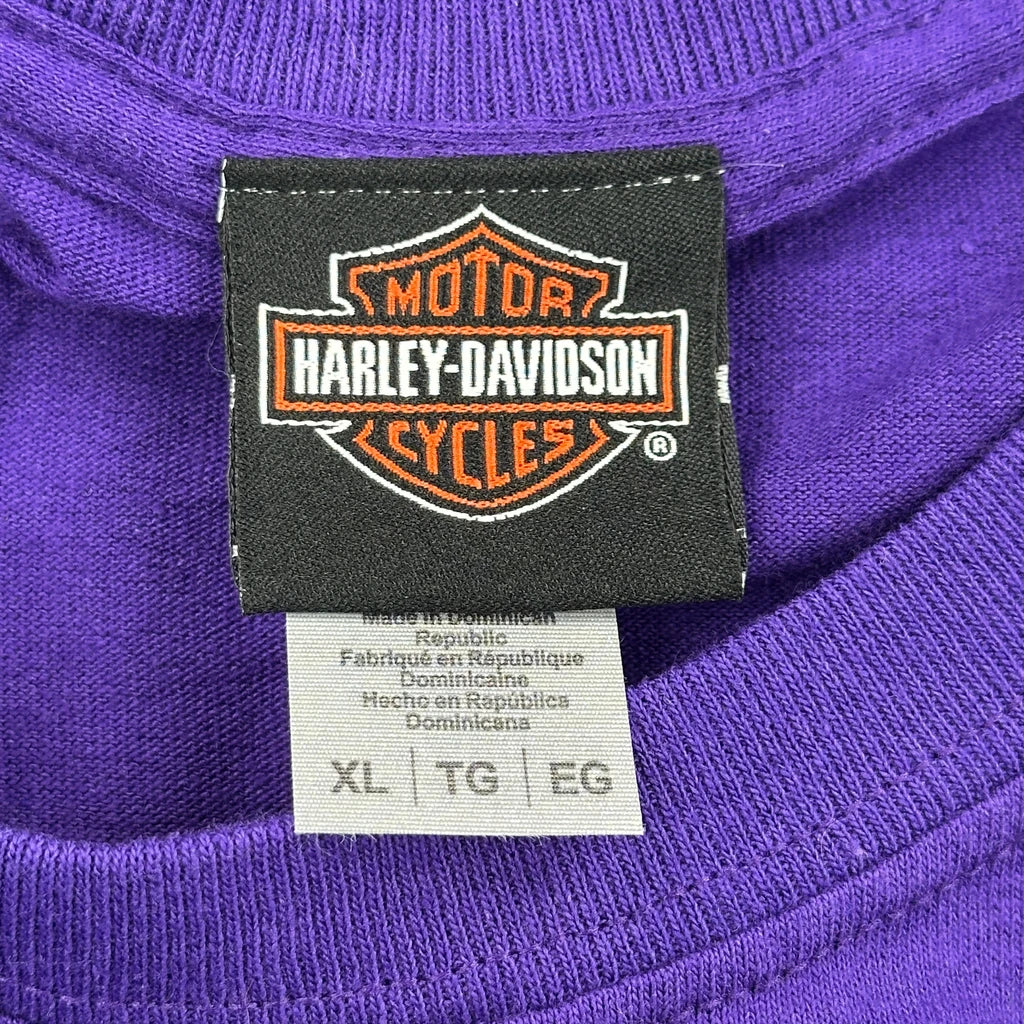 MOTOR
HARLEY-DAVIDSON
CYCLES
®
Made in Dominican
Republic
Fabriqué en République
Dominicaine
Hecho en República
Dominicana
XL | TG | EG